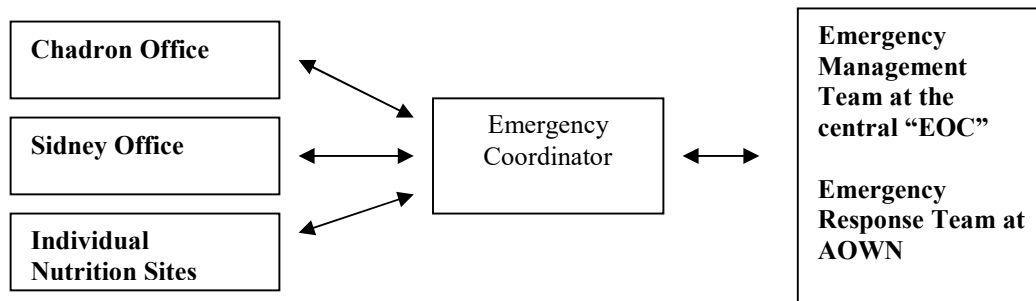 Chadron Office
Sidney Office
Individual
Nutrition Sites
Emergency
Coordinator
Emergency
Management
Team at the
central “EOC”
Emergency
Response Team at
AOWN